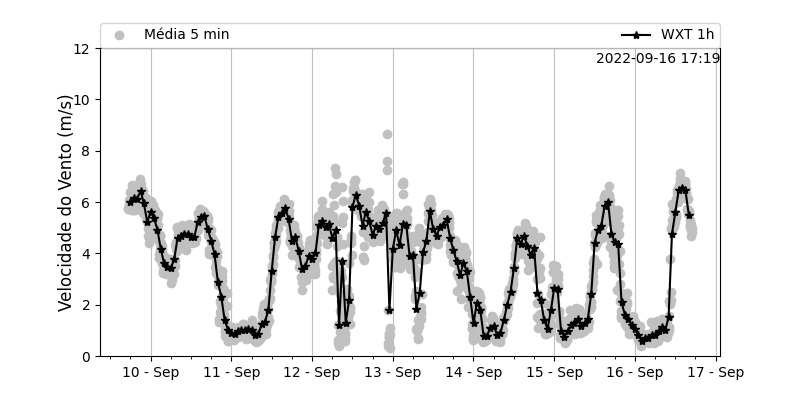 Média 5 min
WXT 1h
2022-09-16 17:19
Velocidade do Vento (m/s)
12
10
8
6
4
2
0
10 - Sep
11 - Sep
12 - Sep
13 - Sep
14 - Sep
15 - Sep
16 - Sep
17 - Sep